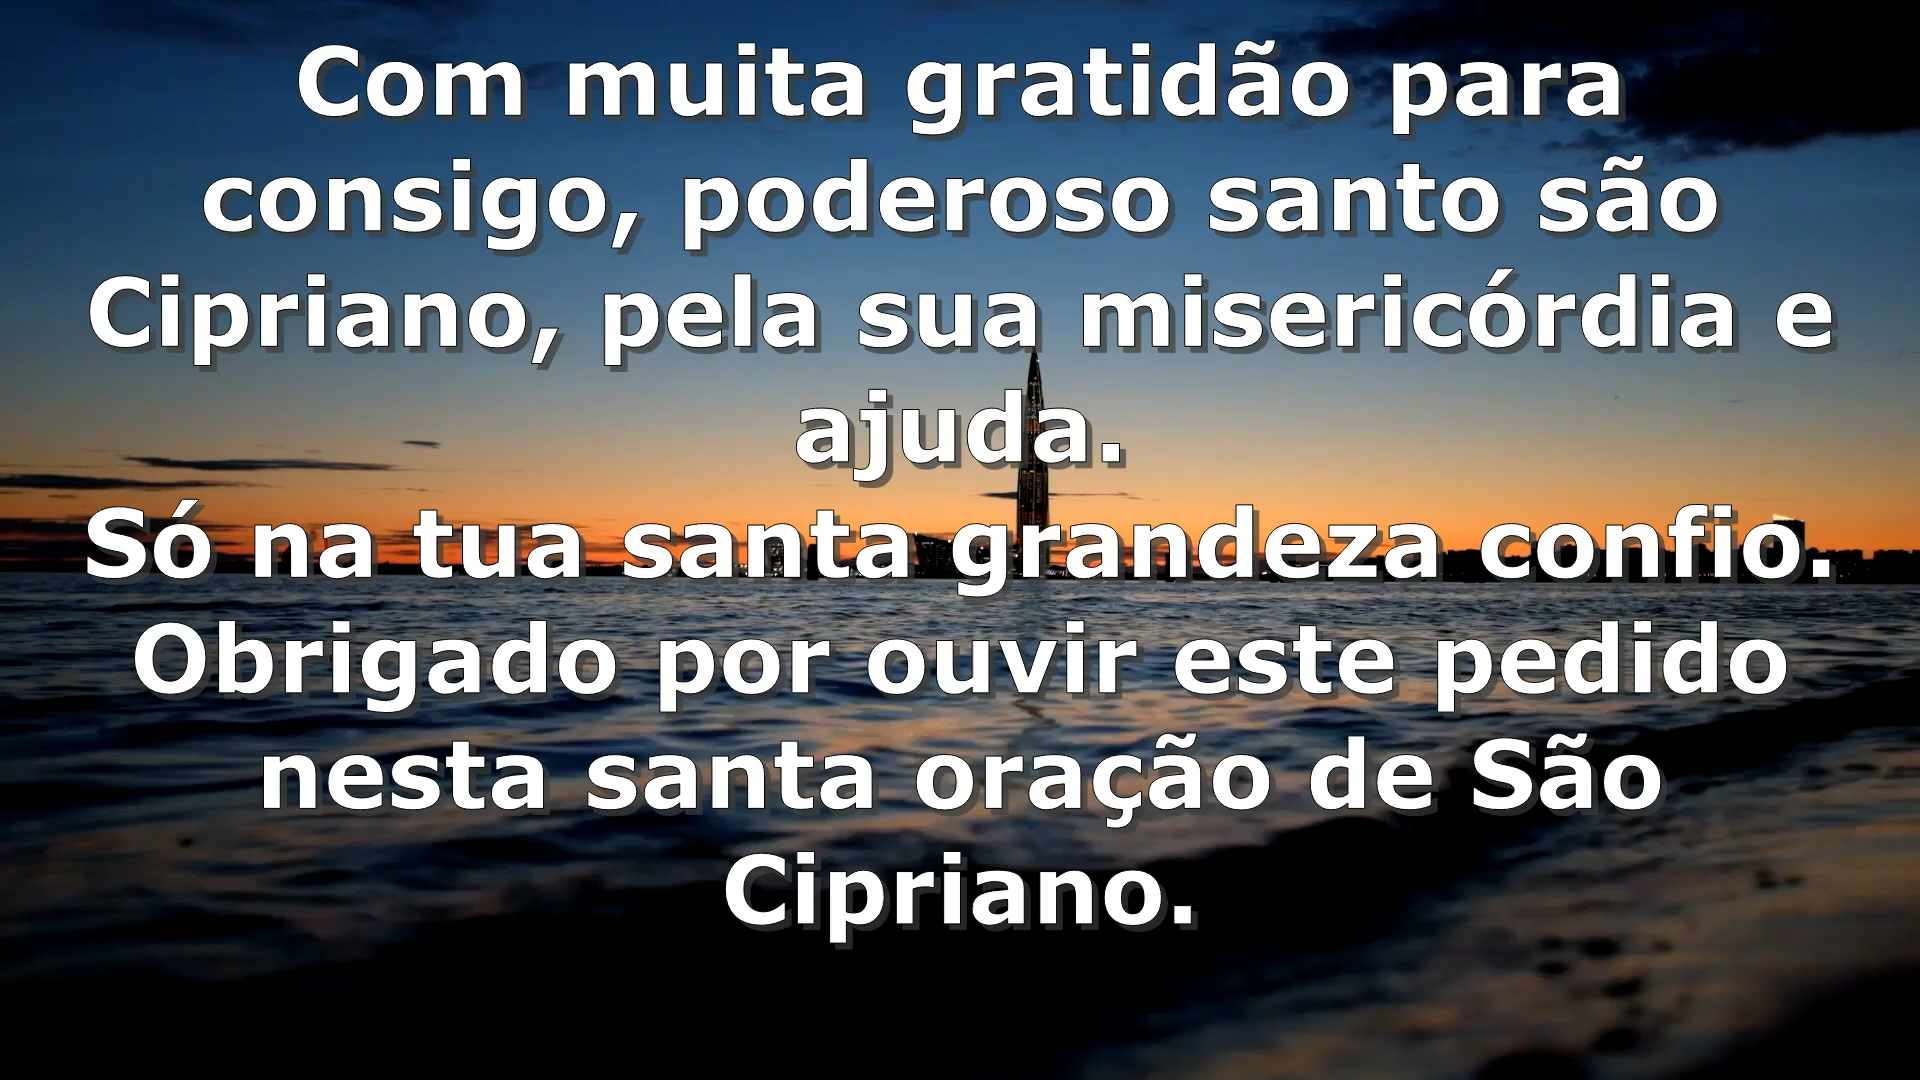 Com muita gratidão para
consigo, poderoso santo são
Cipriano, pela sua misericórdia e
ajuda.
Só na tua santa grandeza confio.
Obrigado por ouvir este pedido
nesta santa oração de São
Cipriano.